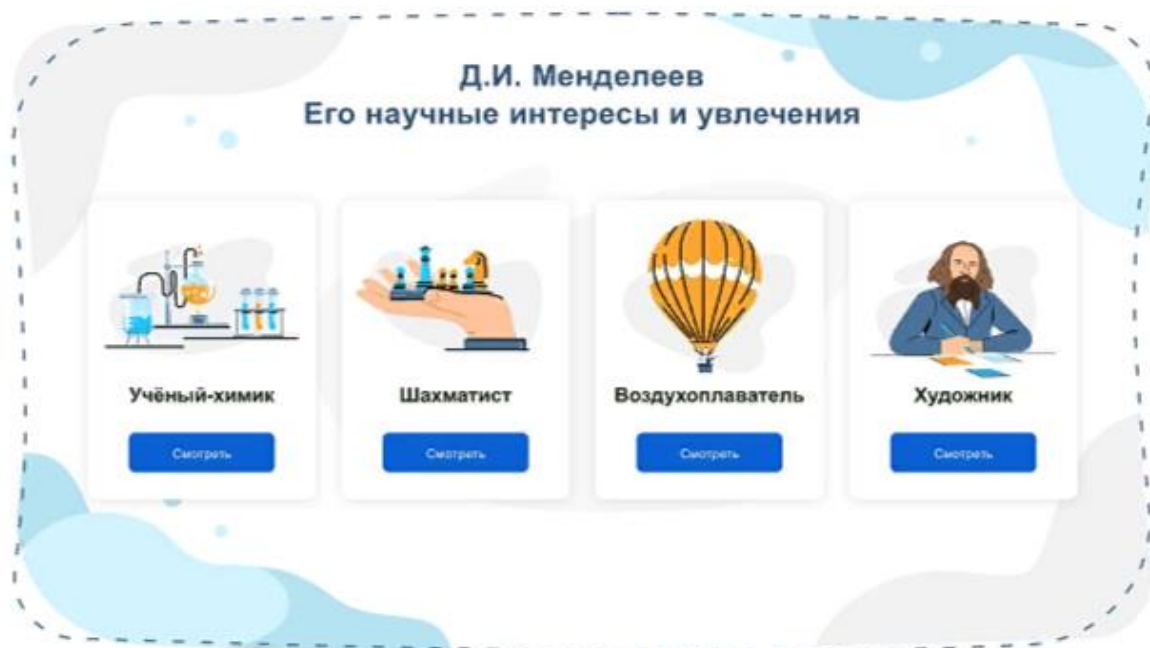 Д.И. Менделеев
Его научные интересы и увлечения
Учёный-химик
Шахматист
Воздухоплаватель
Художник
Смотреть
Смотреть
Смотреть
Смотреть